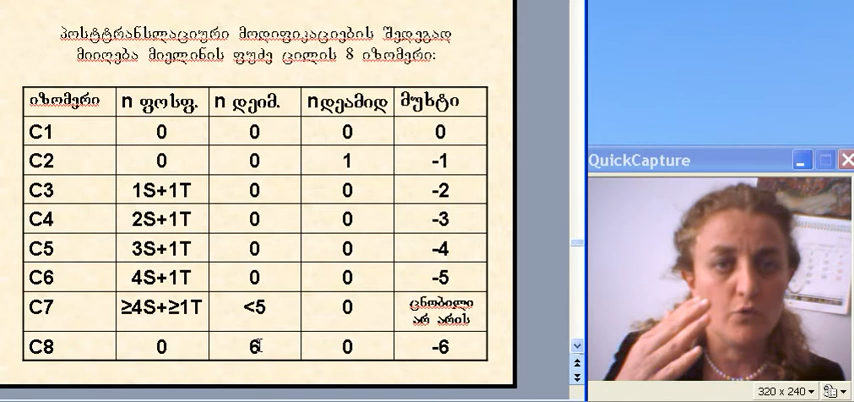 პოსტტრანსლაციური მოდიფიკაციების შედეგად
მიიღება მიელინის ფუძე ცილის 8 იზომერი:
იზომერი n ფოსფ. n დეიმ. nდეამიდ მუხტი
C1 0 0 0 0
C2 0 0 1 -1
C3 1S+1T 0 0 -2
C4 2S+1T 0 0 -3
C5 3S+1T 0 0 -4
C6 4S+1T 0 0 -5
C7 ≥4S+≥1T <5 0 ცნობილი
არ არის
C8 0 6 0 -6
QuickCapture
320 x 240